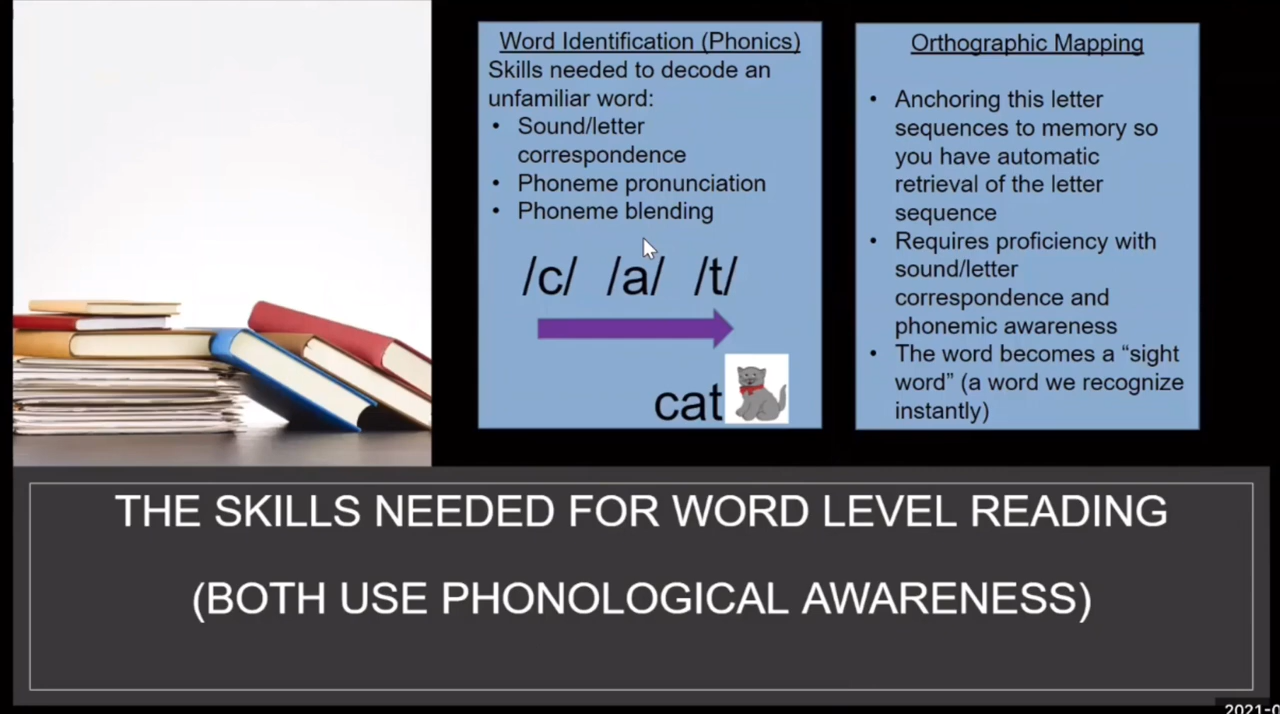 Word Identification (Phonics)
Skills needed to decode an
unfamiliar word:
• Sound/letter
correspondence
• Phoneme pronunciation
• Phoneme blending
/c/ /a/ /t/
cat
Orthographic Mapping
• Anchoring this letter
sequences to memory so
you have automatic
retrieval of the letter
sequence
• Requires proficiency with
sound/letter
correspondence and
phonemic awareness
• The word becomes a “sight
word” (a word we recognize
instantly)
THE SKILLS NEEDED FOR WORD LEVEL READING
(BOTH USE PHONOLOGICAL AWARENESS)